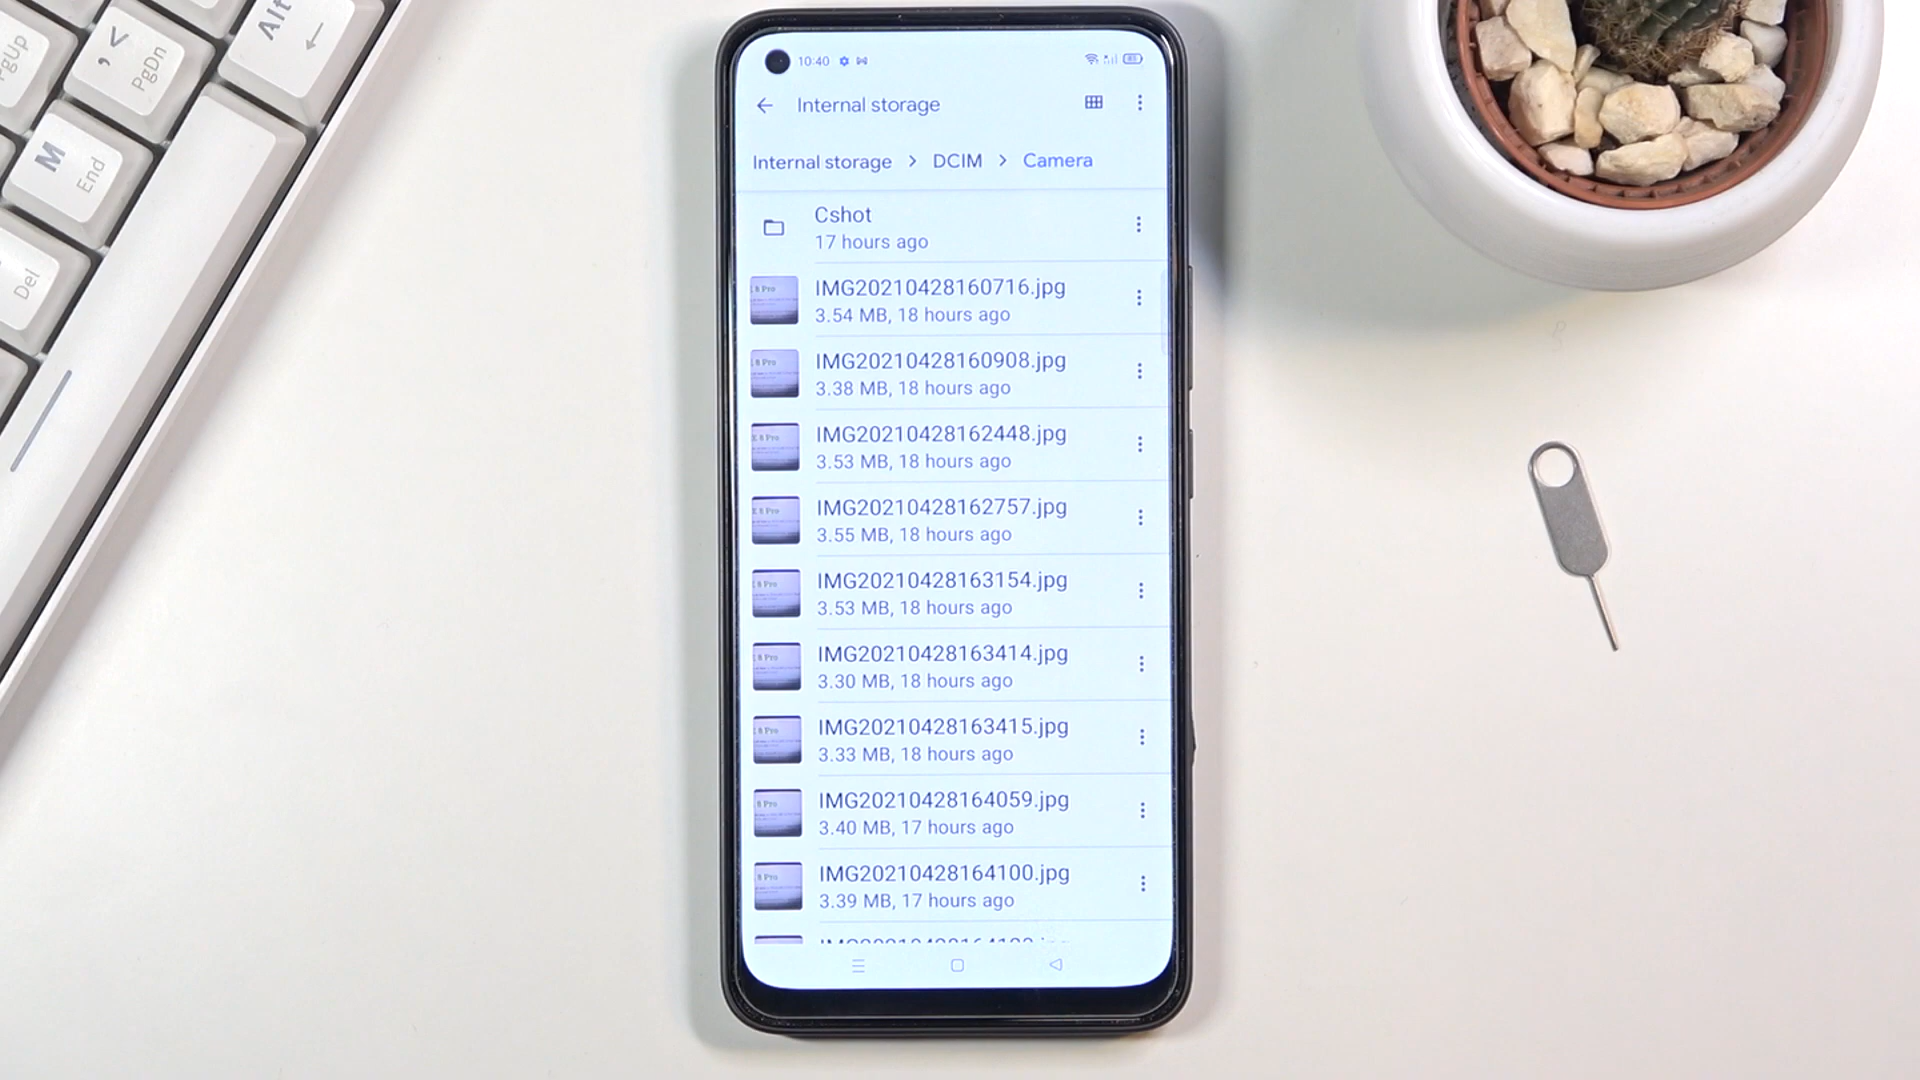 PgUp
, <
PgDn
Alt
M
End
Del
10:40
Internal storage
Internal storage > DCIM > Camera
Cshot
17 hours ago
IMG20210428160716.jpg
3.54 MB, 18 hours ago
IMG20210428160908.jpg
3.38 MB, 18 hours ago
IMG20210428162448.jpg
3.53 MB, 18 hours ago
IMG20210428162757.jpg
3.55 MB, 18 hours ago
IMG20210428163154.jpg
3.53 MB, 18 hours ago
IMG20210428163414.jpg
3.30 MB, 18 hours ago
IMG20210428163415.jpg
3.33 MB, 18 hours ago
IMG20210428164059.jpg
3.40 MB, 17 hours ago
IMG20210428164100.jpg
3.39 MB, 17 hours ago